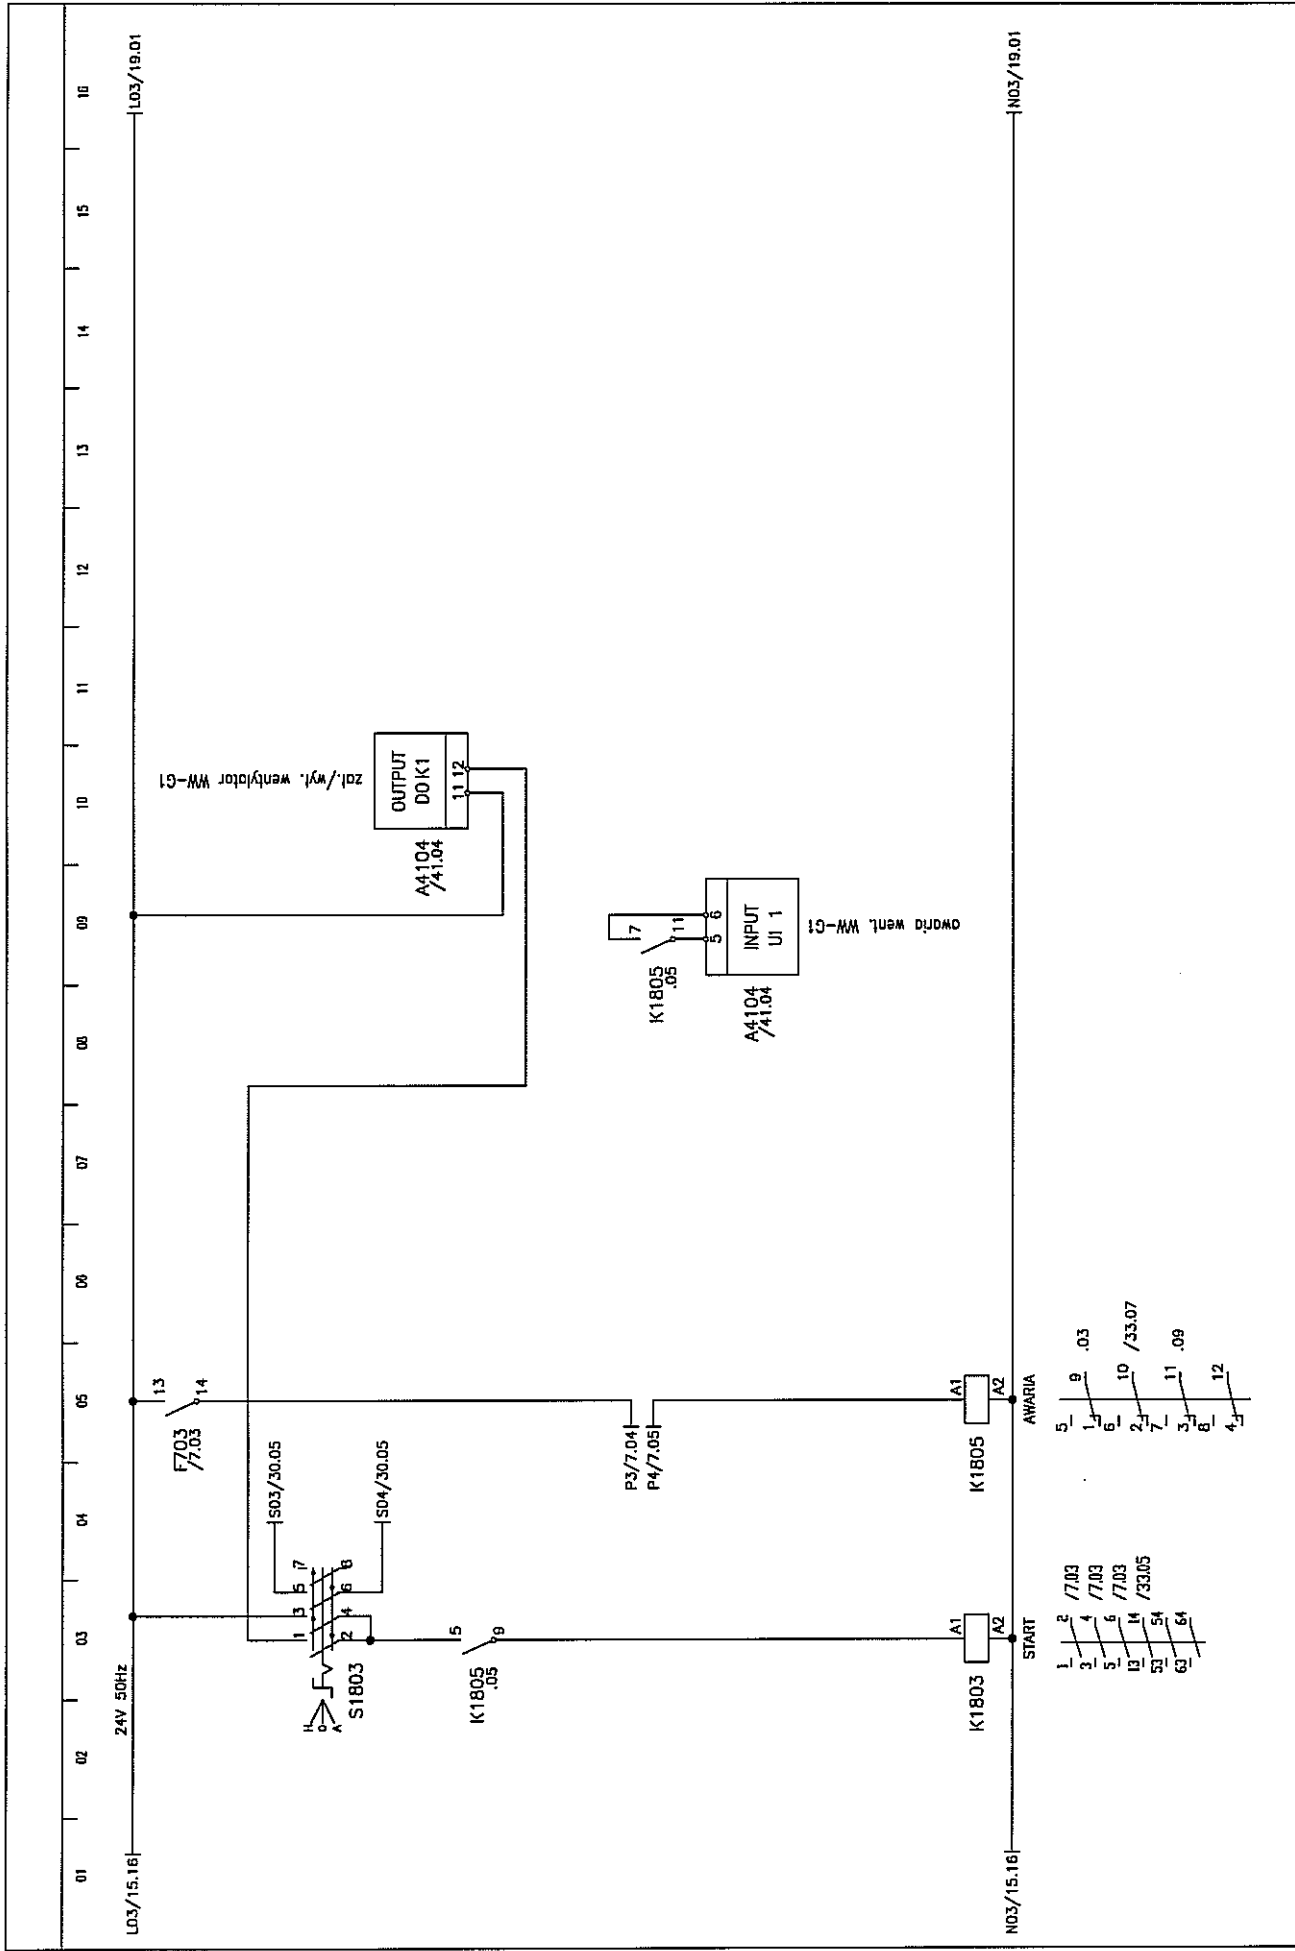 01 02 03 04 05 06 07 08 09 10 11 12 13 14 15 16
L03/15.16
24V 50Hz
L03/19.01
F703
/7.03
13
14
S03/30.05
S04/30.05
1 3 5 7
2 4 6 8
H
O
A
S1803
K1805
.05
5
9
zał./wył. wentylator WW-G1
OUTPUT
DO K1
11 12
A4104
/41.04
P3/7.04
P4/7.05
K1805
.05
7
11
5 6
INPUT
UI 1
A4104
/41.04
awaria went. WW-G1
K1803
A1
A2
K1805
A1
A2
N03/15.16
START
AWARIA
N03/19.01
1 2 /7.03
3 4 /7.03
5 6 /7.03
13 14 /33.05
53 54
63 64
5
1 9 .03
6
2 10 /33.07
7
3 11 .09
8
4 12